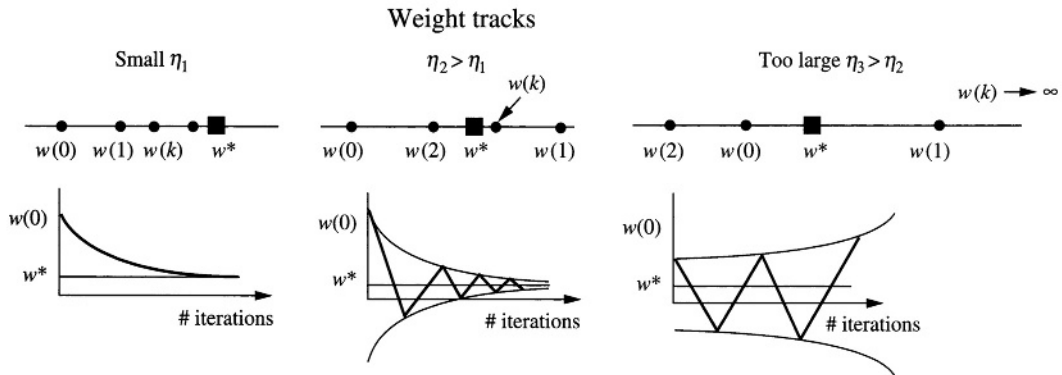 Weight tracks
Small η₁
η₂ > η₁
Too large η₃ > η₂
w(k)
w(k) → ∞
w(0) w(1) w(k) w*
w(0) w(2) w* w(1)
w(2) w(0) w* w(1)
w(0)
w*
# iterations
w(0)
w*
# iterations
w(0)
w*
# iterations